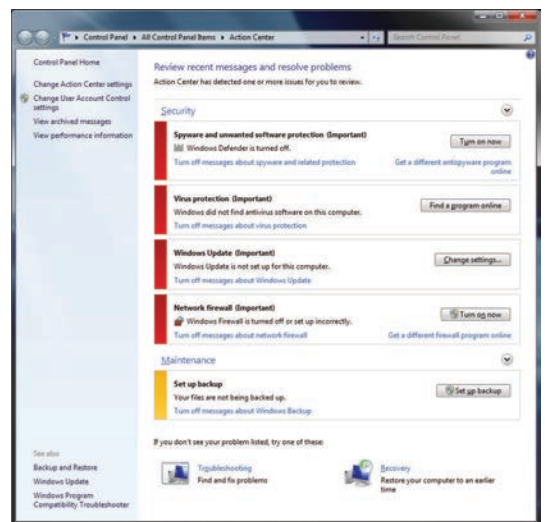 Control Panel ▸ All Control Panel Items ▸ Action Center
Search Control Panel
Control Panel Home
Change Action Center settings
Change User Account Control
settings
View archived messages
View performance information
Review recent messages and resolve problems
Action Center has detected one or more issues for you to review.
Security
Spyware and unwanted software protection (Important)
Windows Defender is turned off.
Turn off messages about spyware and related protection
Turn on now
Get a different antispyware program
online
Virus protection (Important)
Windows did not find antivirus software on this computer.
Turn off messages about virus protection
Find a program online
Windows Update (Important)
Windows Update is not set up for this computer.
Turn off messages about Windows Update
Change settings...
Network firewall (Important)
Windows Firewall is turned off or set up incorrectly.
Turn off messages about network firewall
Turn on now
Get a different firewall program online
Maintenance
Set up backup
Your files are not being backed up.
Turn off messages about Windows Backup
Set up backup
If you don't see your problem listed, try one of these:
Troubleshooting
Find and fix problems
Recovery
Restore your computer to an earlier
time
See also
Backup and Restore
Windows Update
Windows Program
Compatibility Troubleshooter